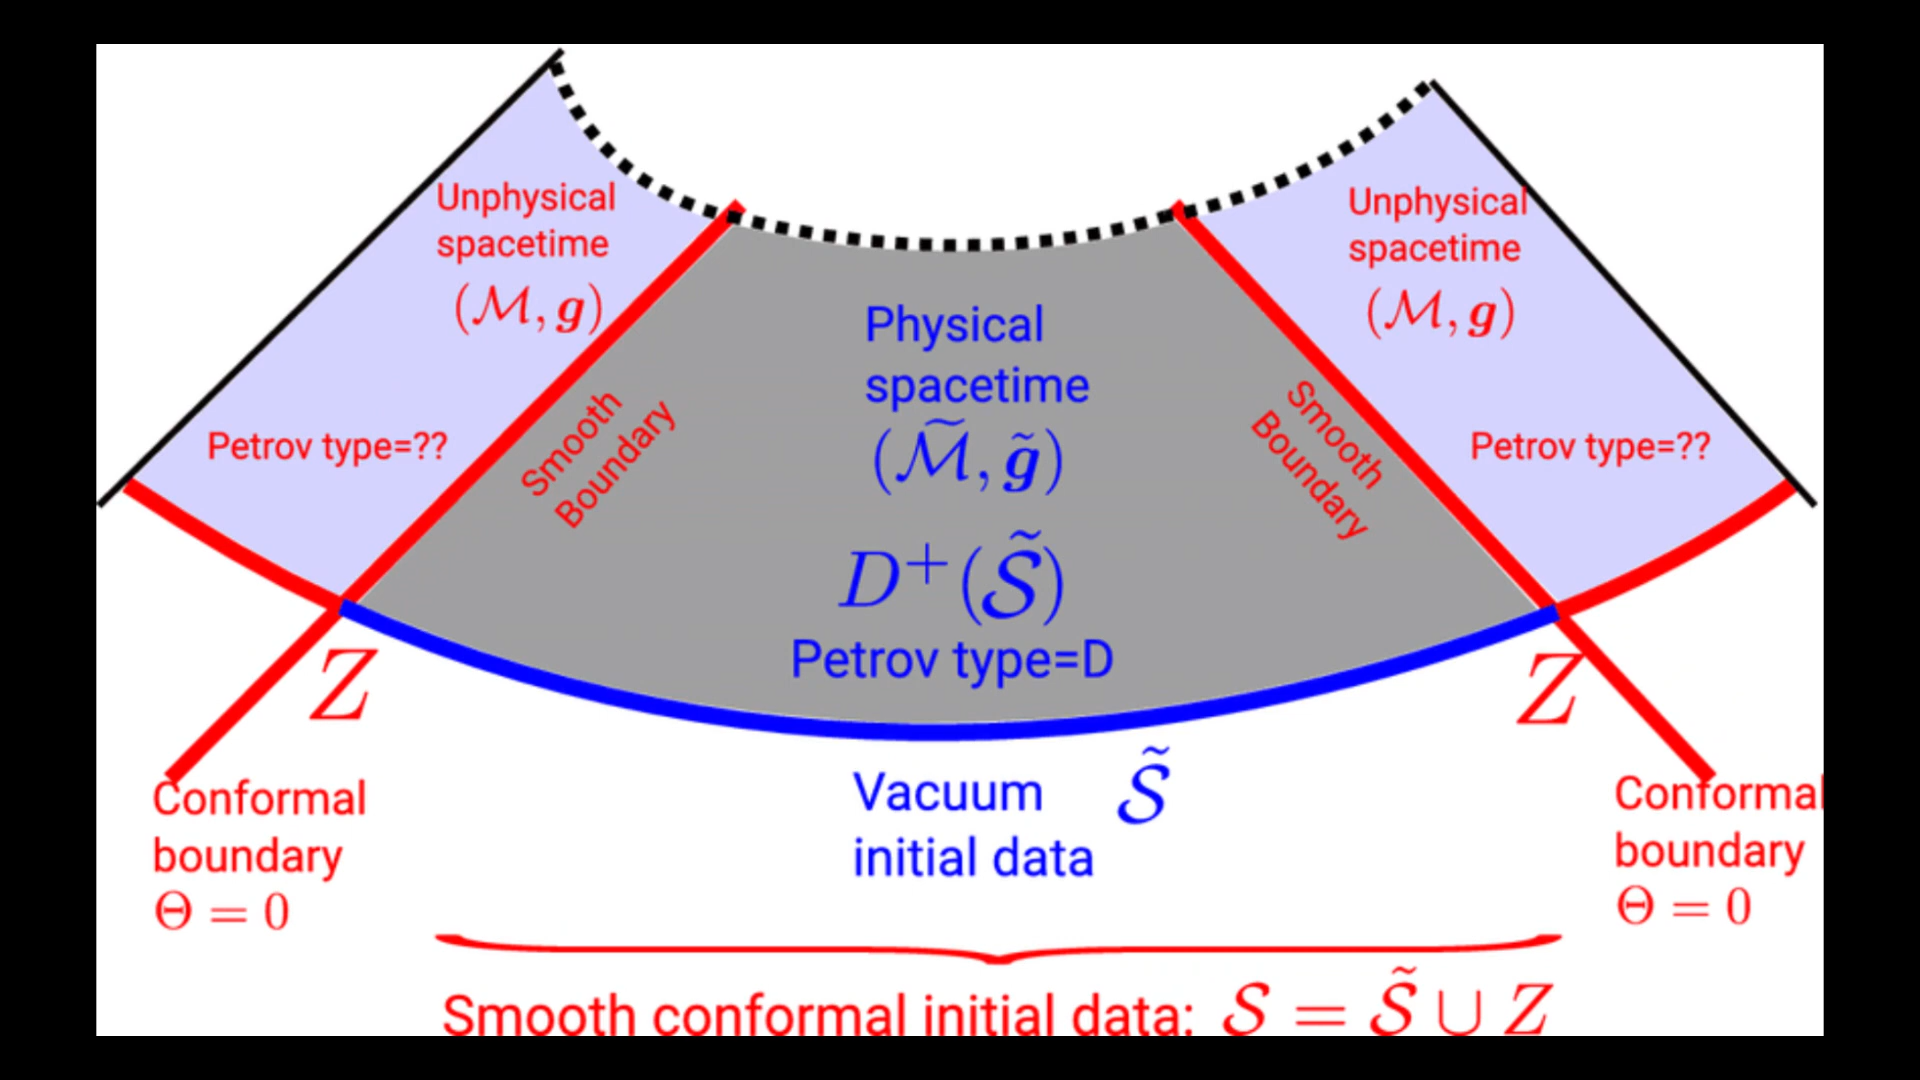 Unphysical
spacetime
(ℳ, g)
Petrov type=??
Smooth
Boundary
Physical
spacetime
(ℳ̃, g̃)
D⁺(𝒮̃)
Petrov type=D
Unphysical
spacetime
(ℳ, g)
Petrov type=??
Smooth
Boundary
Z
Z
Conformal
boundary
Θ = 0
Vacuum 𝒮̃
initial data
Conformal
boundary
Θ = 0
Smooth conformal initial data: 𝒮 = 𝒮̃ ∪ Z